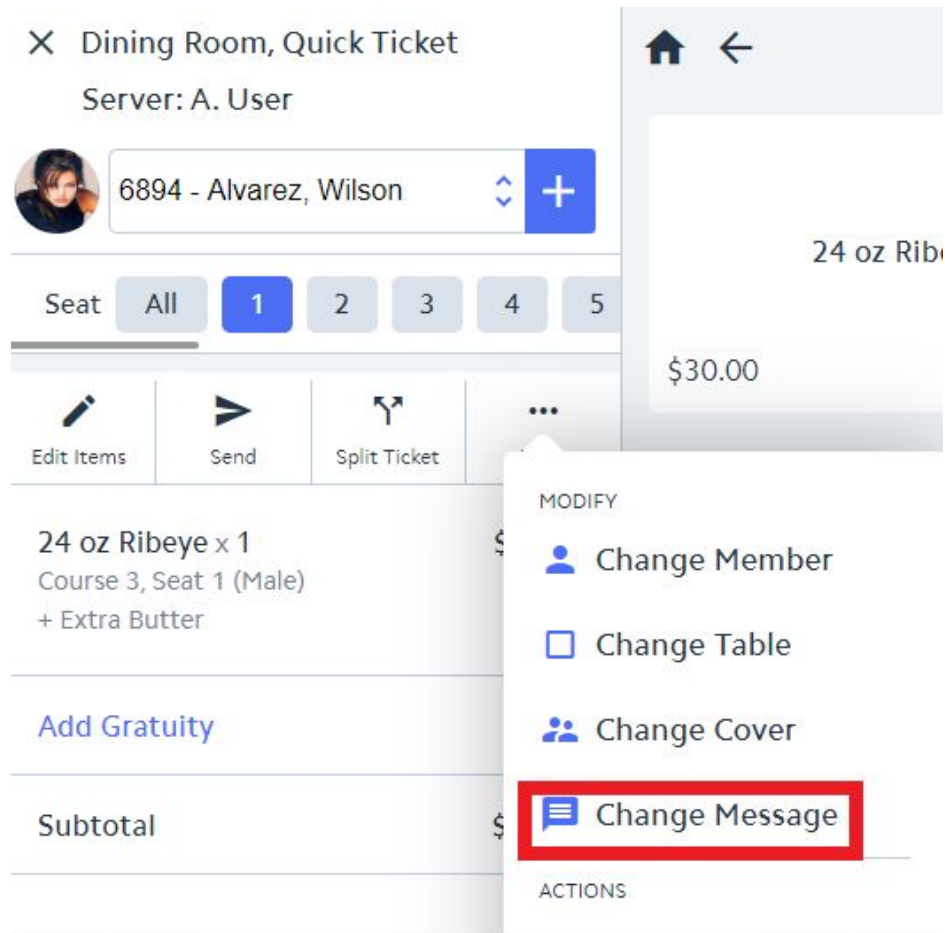 Dining Room, Quick Ticket
Server: A. User
6894 - Alvarez, Wilson
Seat All 1 2 3 4 5
Edit Items
Send
Split Ticket
24 oz Ribeye x 1
Course 3, Seat 1 (Male)
+ Extra Butter
Add Gratuity
Subtotal
24 oz
$30.00
MODIFY
Change Member
Change Table
Change Cover
Change Message
ACTIONS